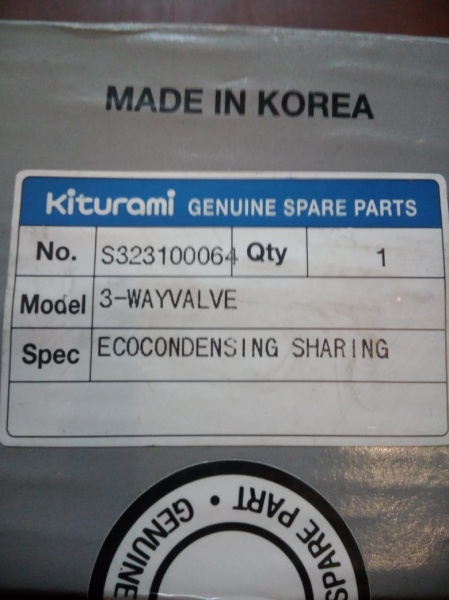 MADE IN KOREA
Kiturami GENUINE SPARE PARTS
No. S323100064 Qty 1
Model 3-WAYVALVE
Spec ECOCONDENSING SHARING
GENUINE • SPARE PART